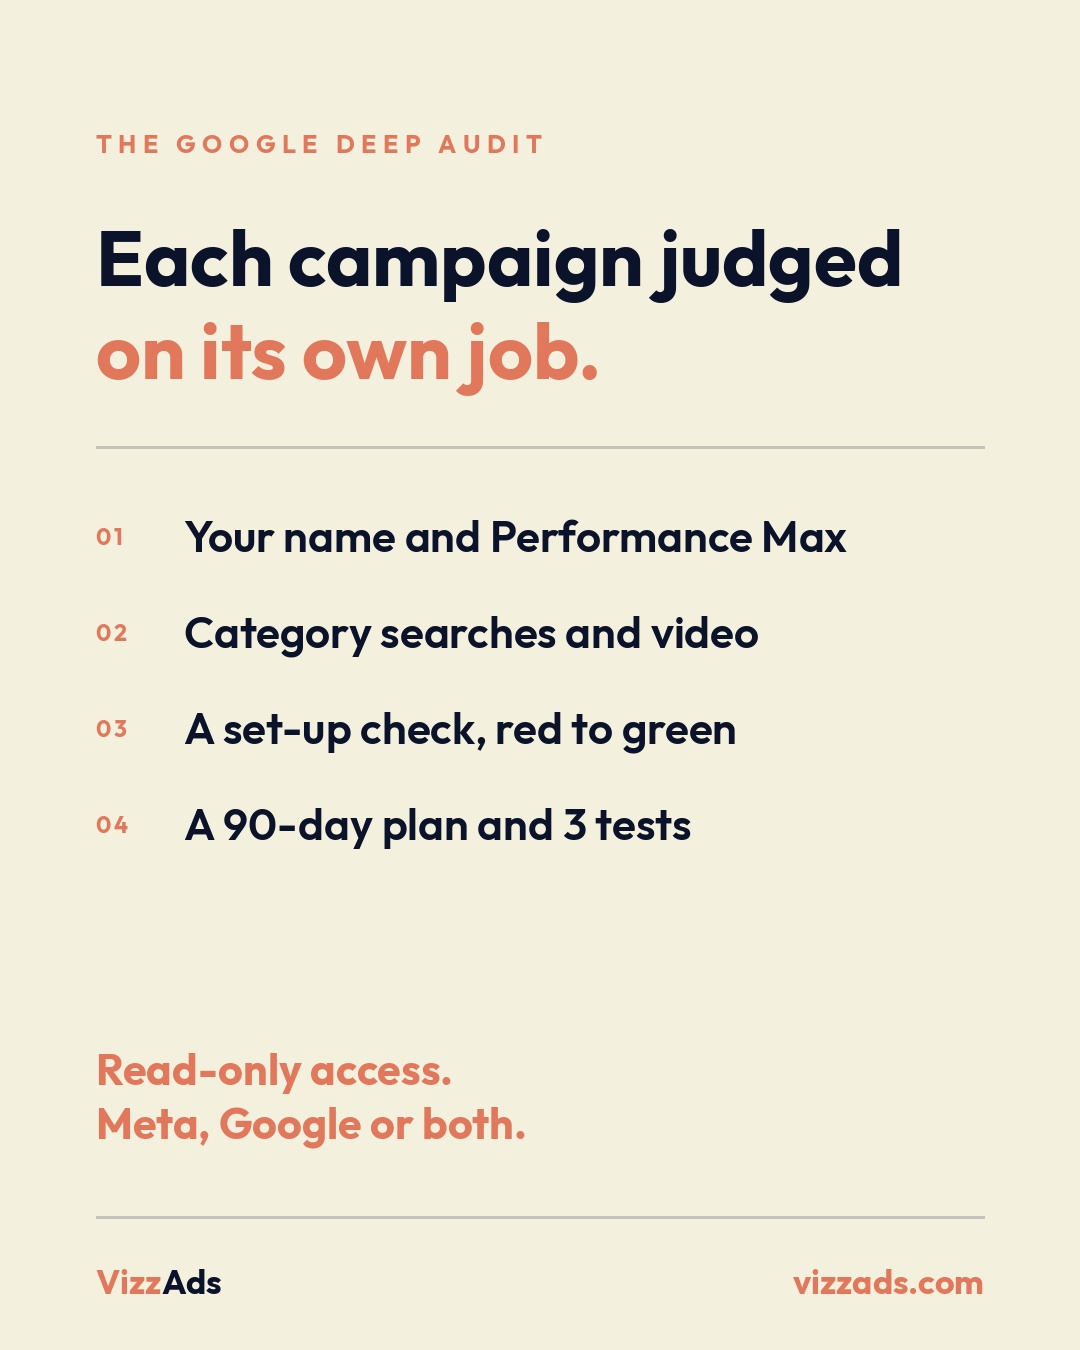 THE GOOGLE DEEP AUDIT
Each campaign judged
on its own job.
01 Your name and Performance Max
02 Category searches and video
03 A set-up check, red to green
04 A 90-day plan and 3 tests
Read-only access.
Meta, Google or both.
VizzAds vizzads.com